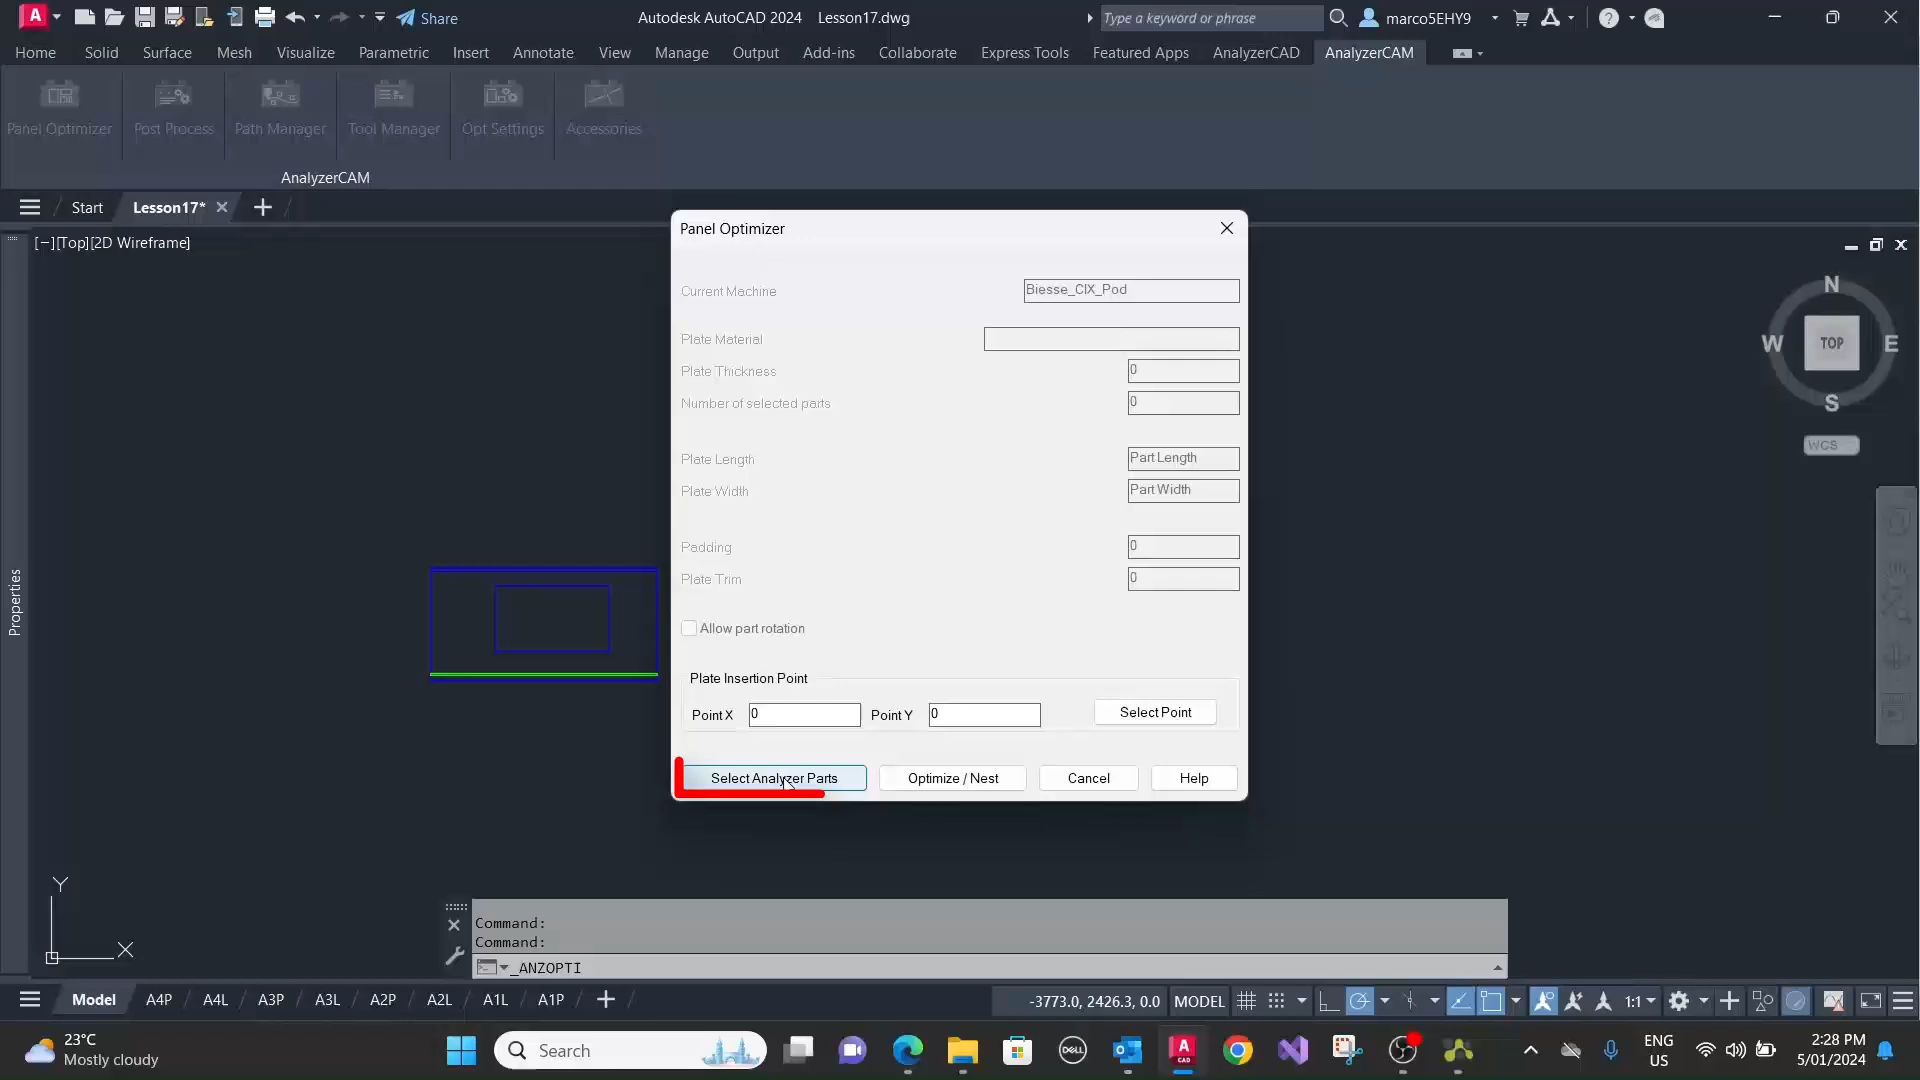 Share
Autodesk AutoCAD 2024 Lesson17.dwg
Type a keyword or phrase
marco5EHY9
Home Solid Surface Mesh Visualize Parametric Insert Annotate View Manage Output Add-ins Collaborate Express Tools Featured Apps AnalyzerCAD AnalyzerCAM
Panel Optimizer Post Process Path Manager Tool Manager Opt Settings Accessories
AnalyzerCAM
Start Lesson17*
[−][Top][2D Wireframe]
Panel Optimizer
Current Machine Biesse_CIX_Pod
Plate Material
Plate Thickness 0
Number of selected parts 0
Plate Length Part Length
Plate Width Part Width
Padding 0
Plate Trim 0
Allow part rotation
Plate Insertion Point
Point X 0 Point Y 0 Select Point
Select Analyzer Parts Optimize / Nest Cancel Help
N
W TOP E
S
WCS
Properties
Y
X
Command:
Command:
_ANZOPTI
Model A4P A4L A3P A3L A2P A2L A1L A1P
-3773.0, 2426.3, 0.0 MODEL 1:1
23°C
Mostly cloudy
Search
DELL
A
CAD
ENG
US
2:28 PM
5/01/2024